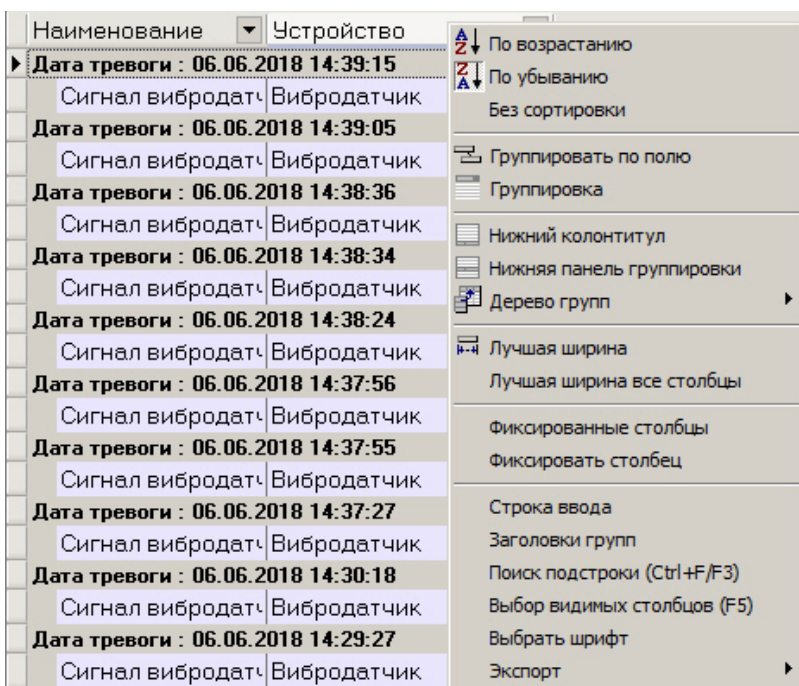 Наименование Устройство
Дата тревоги : 06.06.2018 14:39:15
Сигнал вибродатч Вибродатчик
Дата тревоги : 06.06.2018 14:39:05
Сигнал вибродатч Вибродатчик
Дата тревоги : 06.06.2018 14:38:36
Сигнал вибродатч Вибродатчик
Дата тревоги : 06.06.2018 14:38:34
Сигнал вибродатч Вибродатчик
Дата тревоги : 06.06.2018 14:38:24
Сигнал вибродатч Вибродатчик
Дата тревоги : 06.06.2018 14:37:56
Сигнал вибродатч Вибродатчик
Дата тревоги : 06.06.2018 14:37:55
Сигнал вибродатч Вибродатчик
Дата тревоги : 06.06.2018 14:37:27
Сигнал вибродатч Вибродатчик
Дата тревоги : 06.06.2018 14:30:18
Сигнал вибродатч Вибродатчик
Дата тревоги : 06.06.2018 14:29:27
Сигнал вибродатч Вибродатчик
По возрастанию
По убыванию
Без сортировки
Группировать по полю
Группировка
Нижний колонтитул
Нижняя панель группировки
Дерево групп
Лучшая ширина
Лучшая ширина все столбцы
Фиксированные столбцы
Фиксировать столбец
Строка ввода
Заголовки групп
Поиск подстроки (Ctrl+F/F3)
Выбор видимых столбцов (F5)
Выбрать шрифт
Экспорт